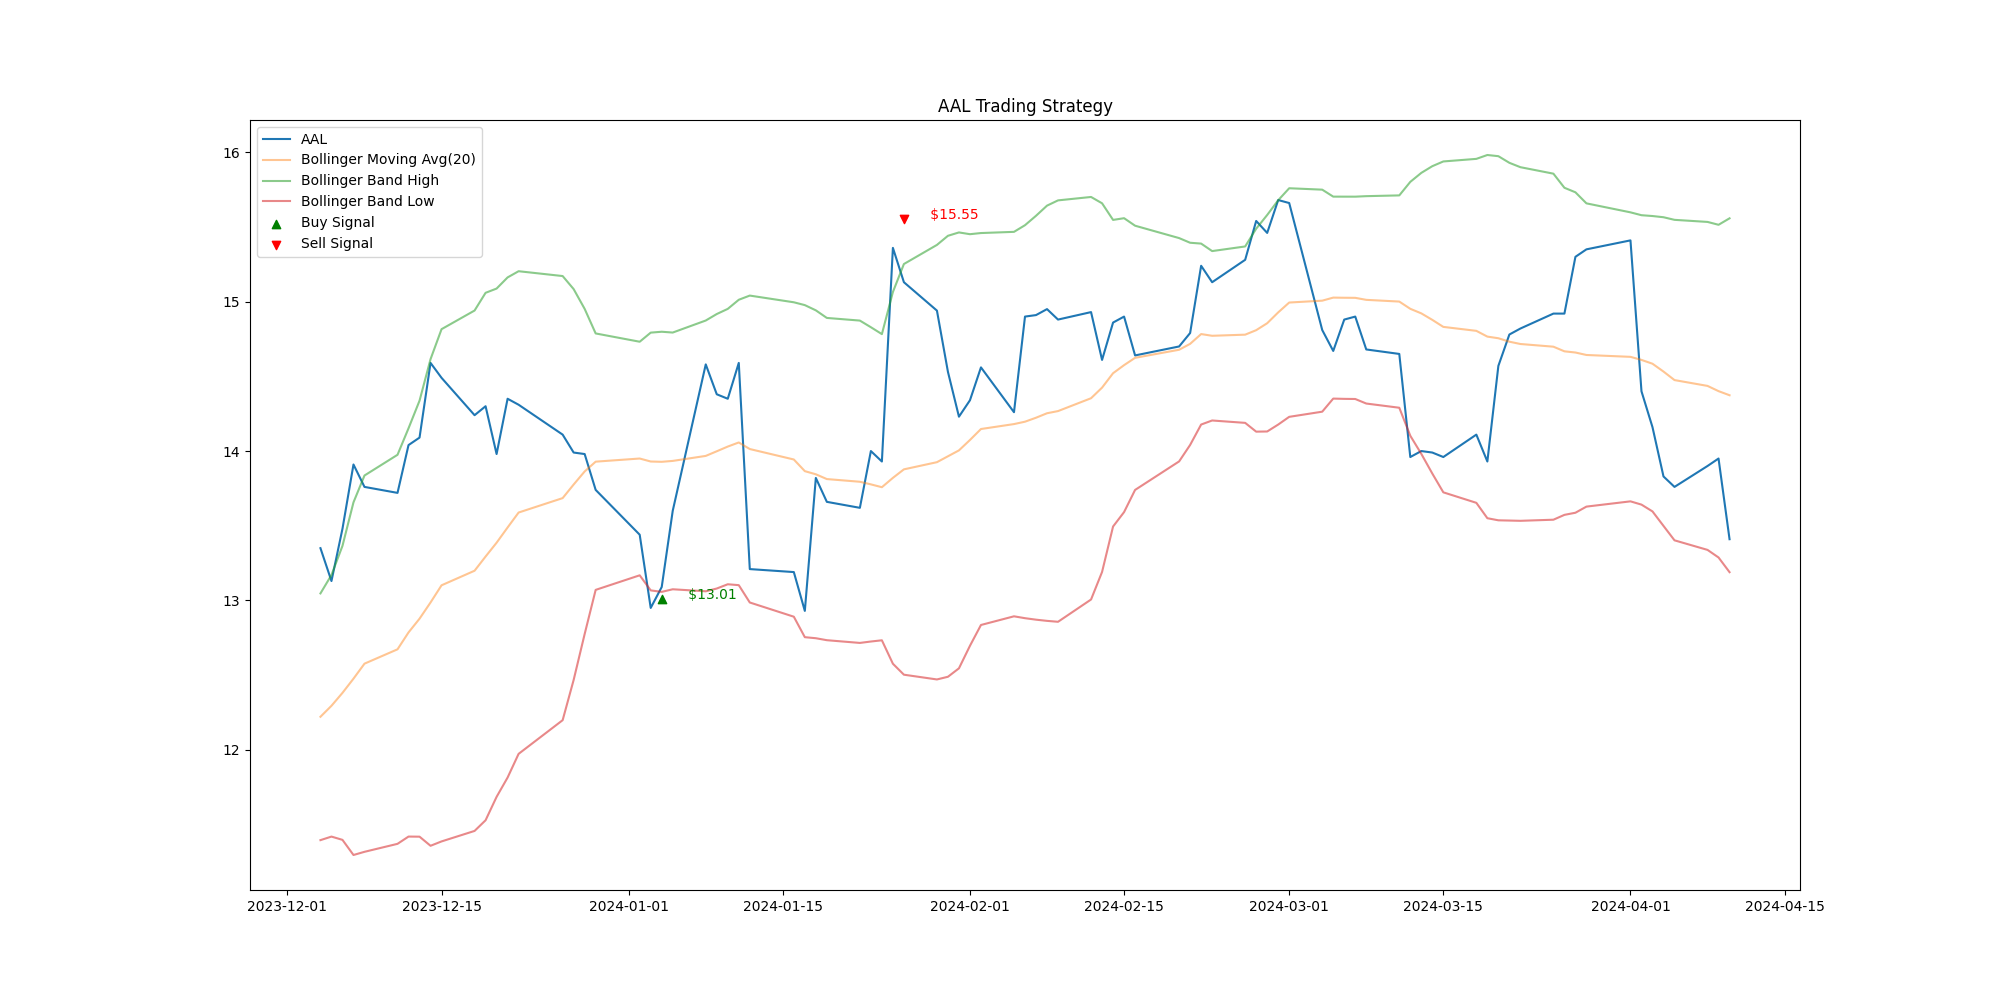 AAL Trading Strategy
AAL
Bollinger Moving Avg(20)
Bollinger Band High
Bollinger Band Low
Buy Signal
Sell Signal
16
15
14
13
12
$15.55
$13.01
2023-12-01
2023-12-15
2024-01-01
2024-01-15
2024-02-01
2024-02-15
2024-03-01
2024-03-15
2024-04-01
2024-04-15